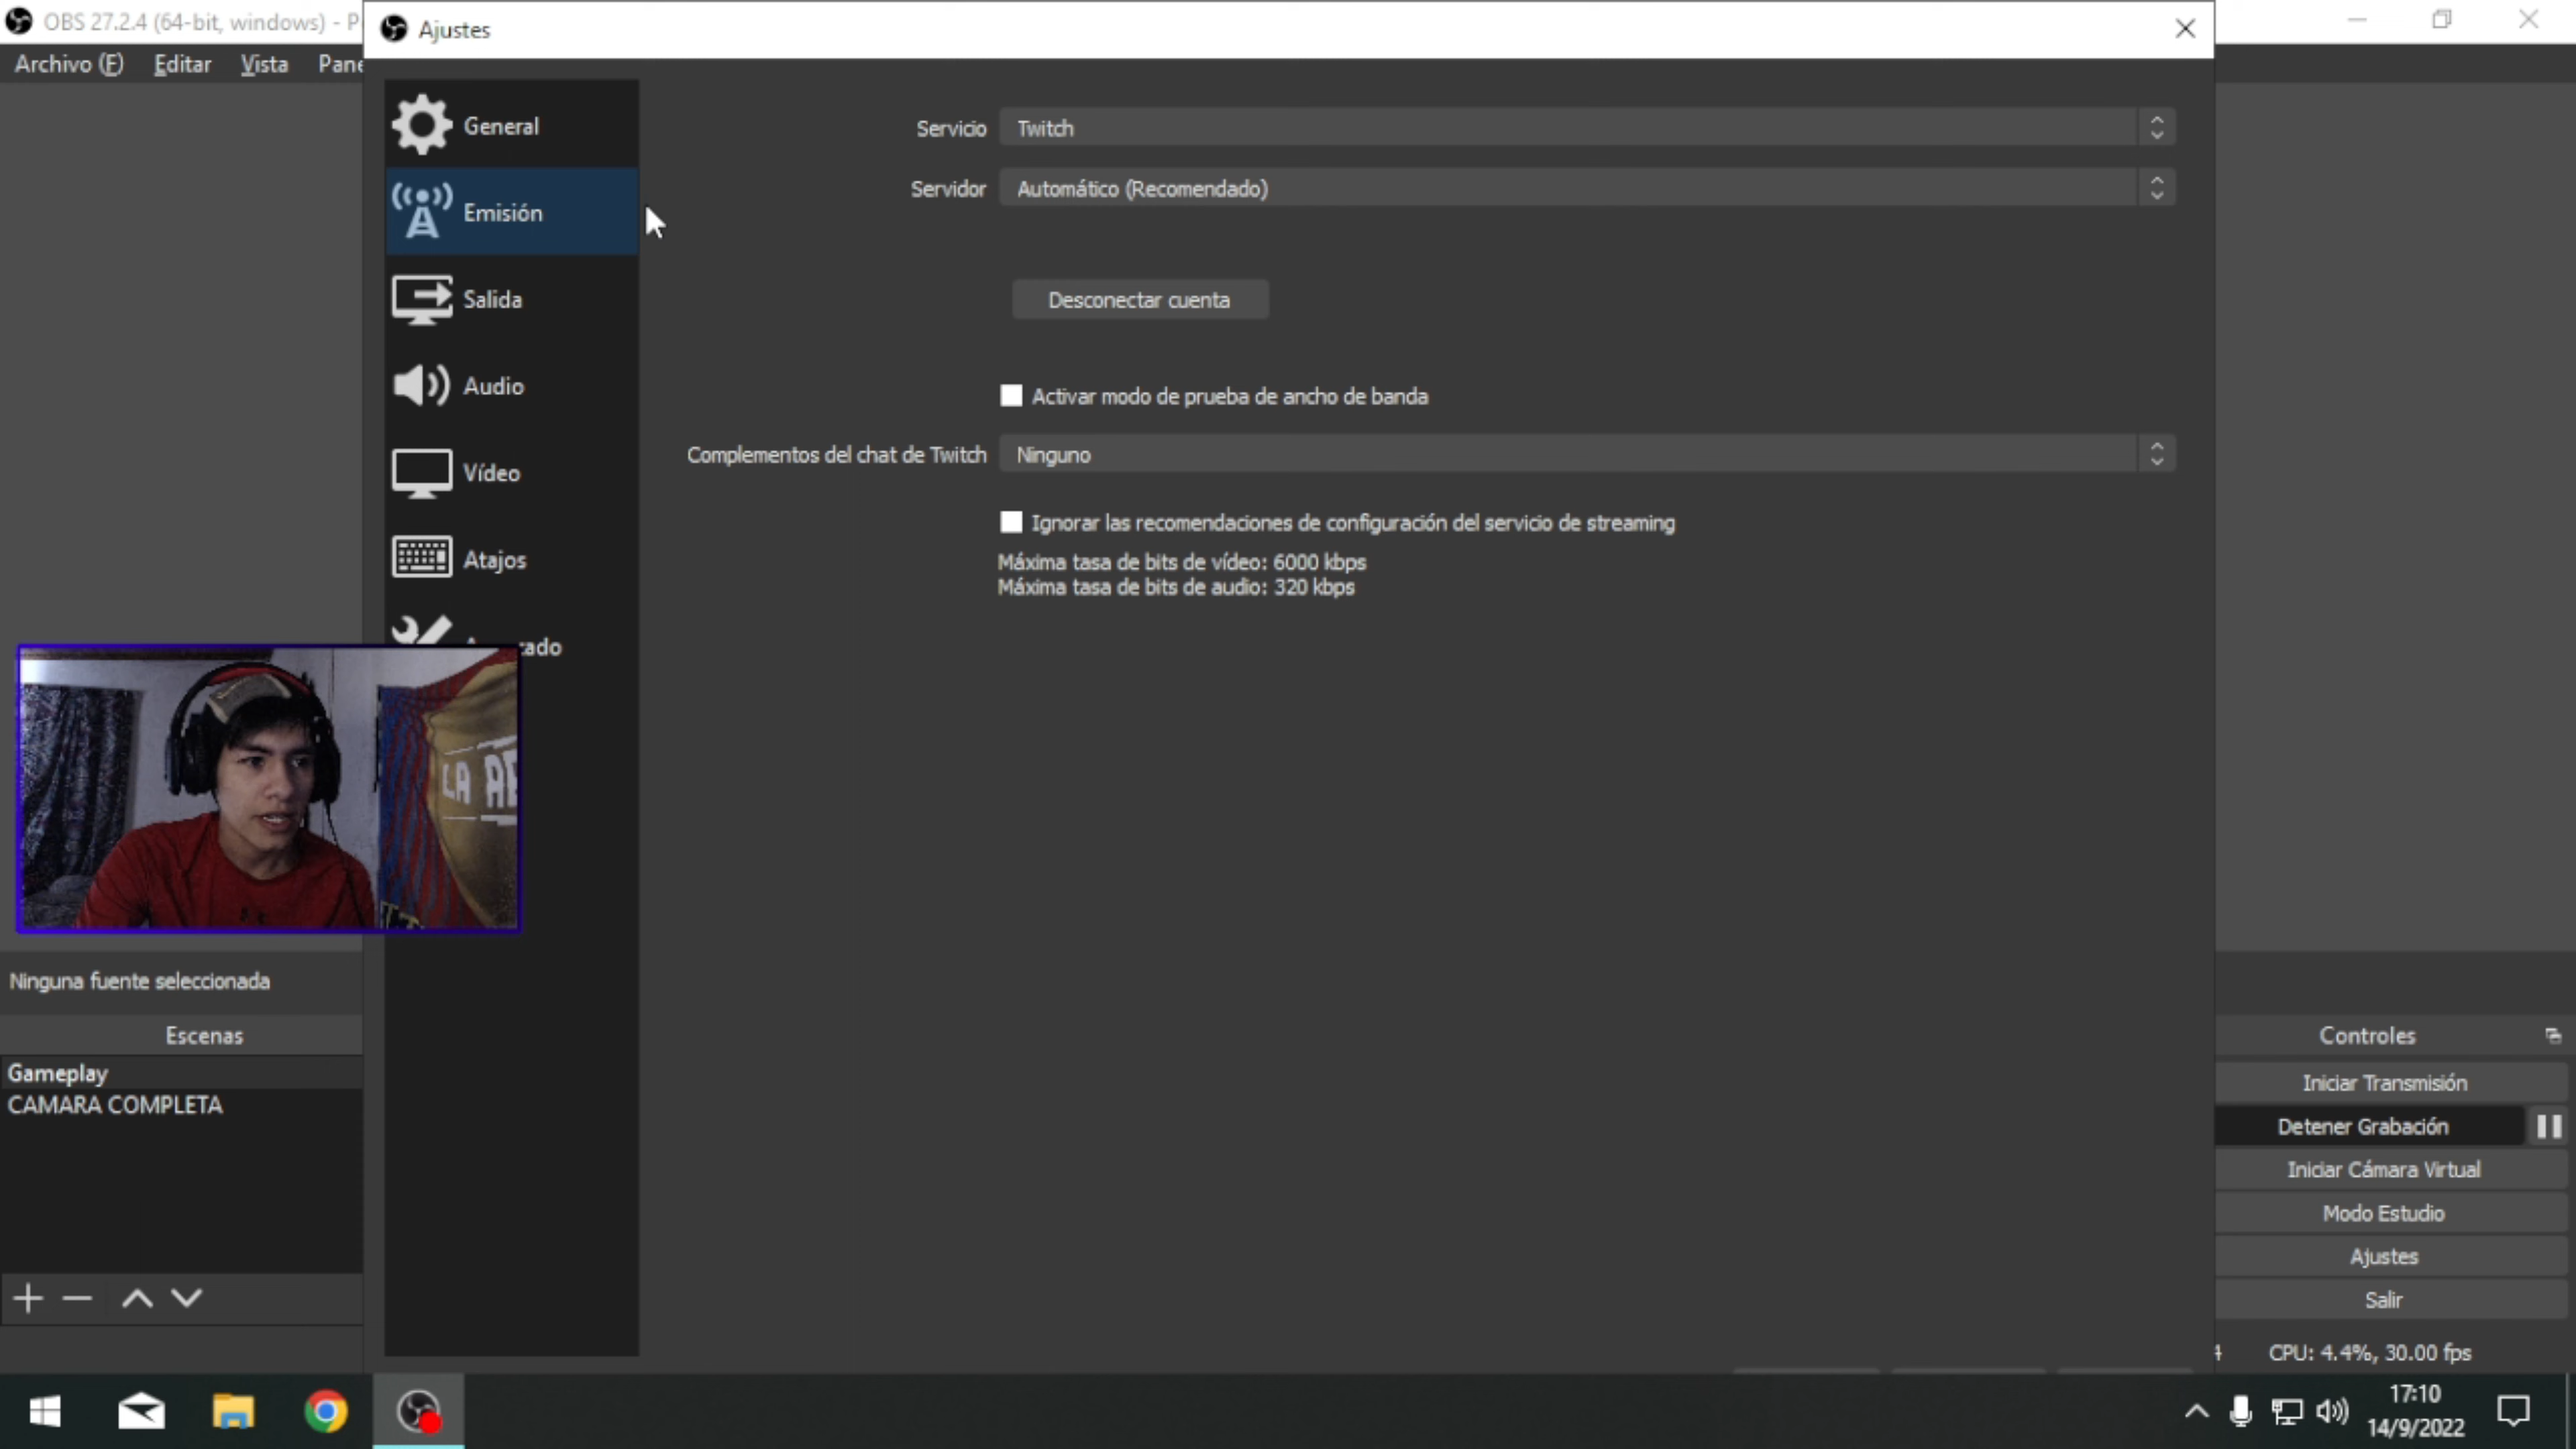 OBS 27.2.4 (64-bit, windows) - P
Ajustes
Archivo (F) Editar Vista Pane
General
Emisión
Salida
Audio
Vídeo
Atajos
Servicio Twitch
Servidor Automático (Recomendado)
Desconectar cuenta
Activar modo de prueba de ancho de banda
Complementos del chat de Twitch Ninguno
Ignorar las recomendaciones de configuración del servicio de streaming
Máxima tasa de bits de vídeo: 6000 kbps
Máxima tasa de bits de audio: 320 kbps
LA
Ninguna fuente seleccionada
Escenas
Gameplay
CAMARA COMPLETA
Controles
Iniciar Transmisión
Detener Grabación
Iniciar Cámara Virtual
Modo Estudio
Ajustes
Salir
CPU: 4.4%, 30.00 fps
17:10
14/9/2022